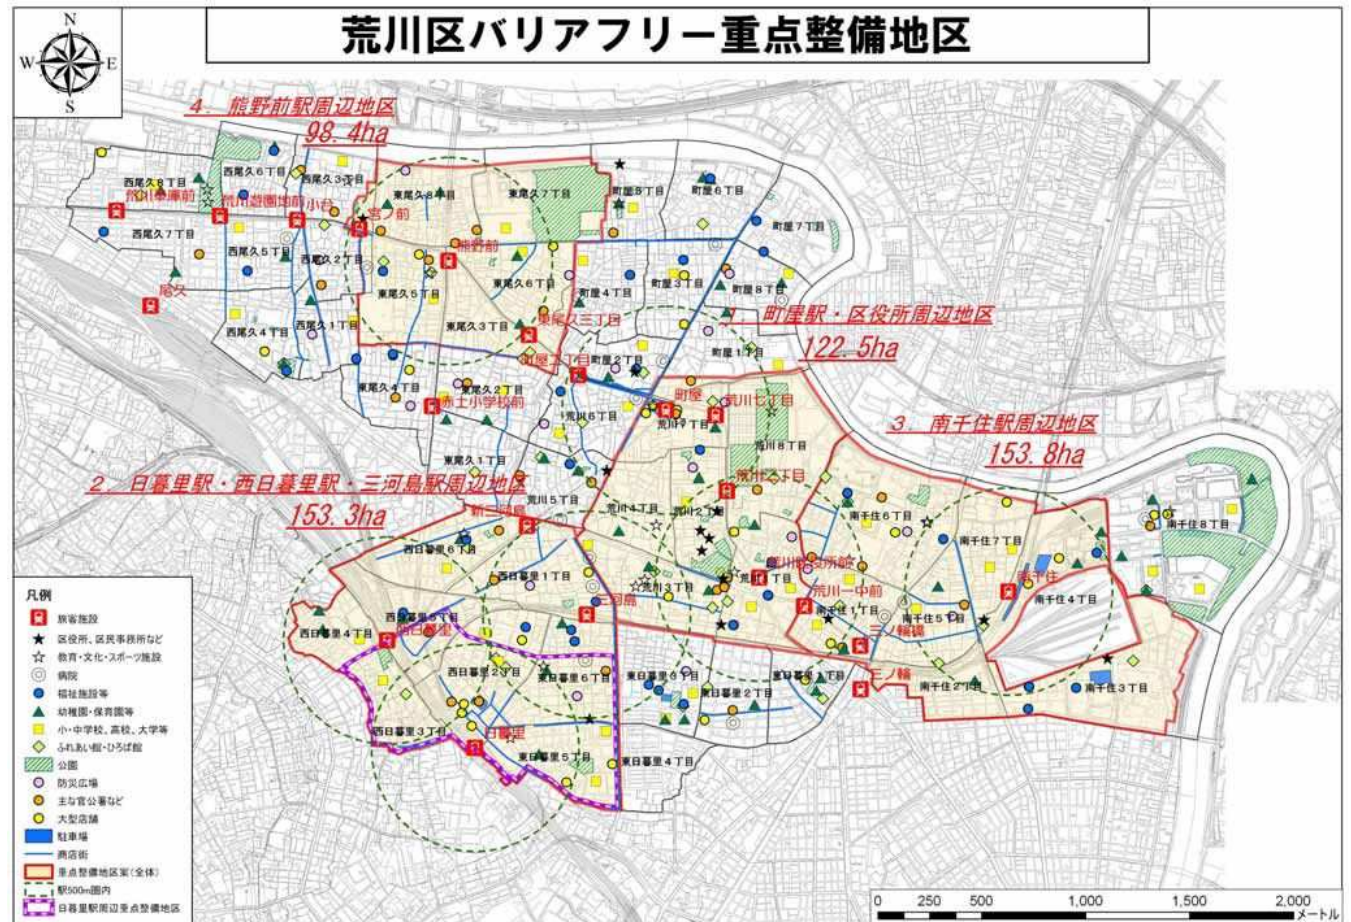 荒川区バリアフリー重点整備地区
N
W
E
S
4. 熊野前駅周辺地区
98.4ha
1. 町屋駅・区役所周辺地区
122.5ha
3. 南千住駅周辺地区
153.8ha
2. 日暮里駅・西日暮里駅・三河島駅周辺地区
153.3ha
西尾久8丁目
西尾久6丁目
西尾久3丁目
東尾久8丁目
東尾久7丁目
町屋5丁目
町屋6丁目
町屋7丁目
荒川車庫前
荒川遊園地前
小台
宮ノ前
西尾久7丁目
西尾久5丁目
西尾久2丁目
熊野前
尾久
東尾久5丁目
東尾久6丁目
町屋4丁目
町屋3丁目
町屋8丁目
西尾久4丁目
西尾久1丁目
東尾久3丁目
東尾久三丁目
町屋1丁目
町屋2丁目
東尾久4丁目
東尾久2丁目
赤土小学校前
荒川6丁目
町屋
荒川七丁目
荒川8丁目
東尾久1丁目
荒川二丁目
荒川5丁目
新三河島
荒川4丁目
荒川2丁目
南千住6丁目
南千住7丁目
南千住8丁目
西日暮里6丁目
西日暮里1丁目
荒川3丁目
荒川区役所前
荒川一中前
南千住
南千住4丁目
三河島
南千住1丁目
南千住5丁目
西日暮里5丁目
西日暮里4丁目
西日暮里
三ノ輪橋
三ノ輪
西日暮里2丁目
東日暮里6丁目
東日暮里2丁目
南千住2丁目
南千住3丁目
西日暮里3丁目
日暮里
東日暮里5丁目
東日暮里4丁目
凡例
旅客施設
区役所、区民事務所など
教育・文化・スポーツ施設
病院
福祉施設等
幼稚園・保育園等
小・中学校、高校、大学等
ふれあい館・ひろば館
公園
防災広場
主な官公署など
大型店舗
駐車場
商店街
重点整備地区案(全体)
駅500m圏内
日暮里駅周辺重点整備地区
0 250 500 1,000 1,500 2,000
メートル